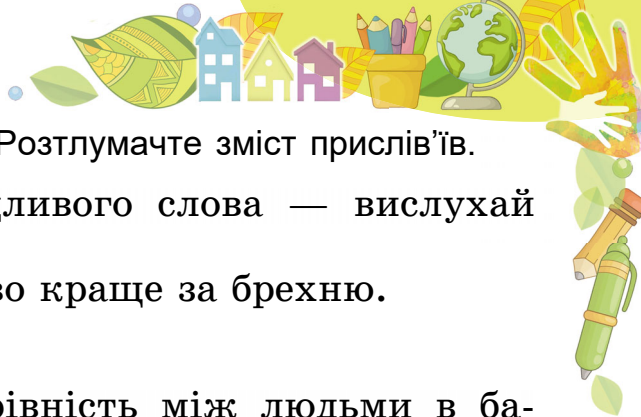 Розтлумачте зміст прислів’їв.
слова — вислухай
краще за брехню.
між людьми в ба-